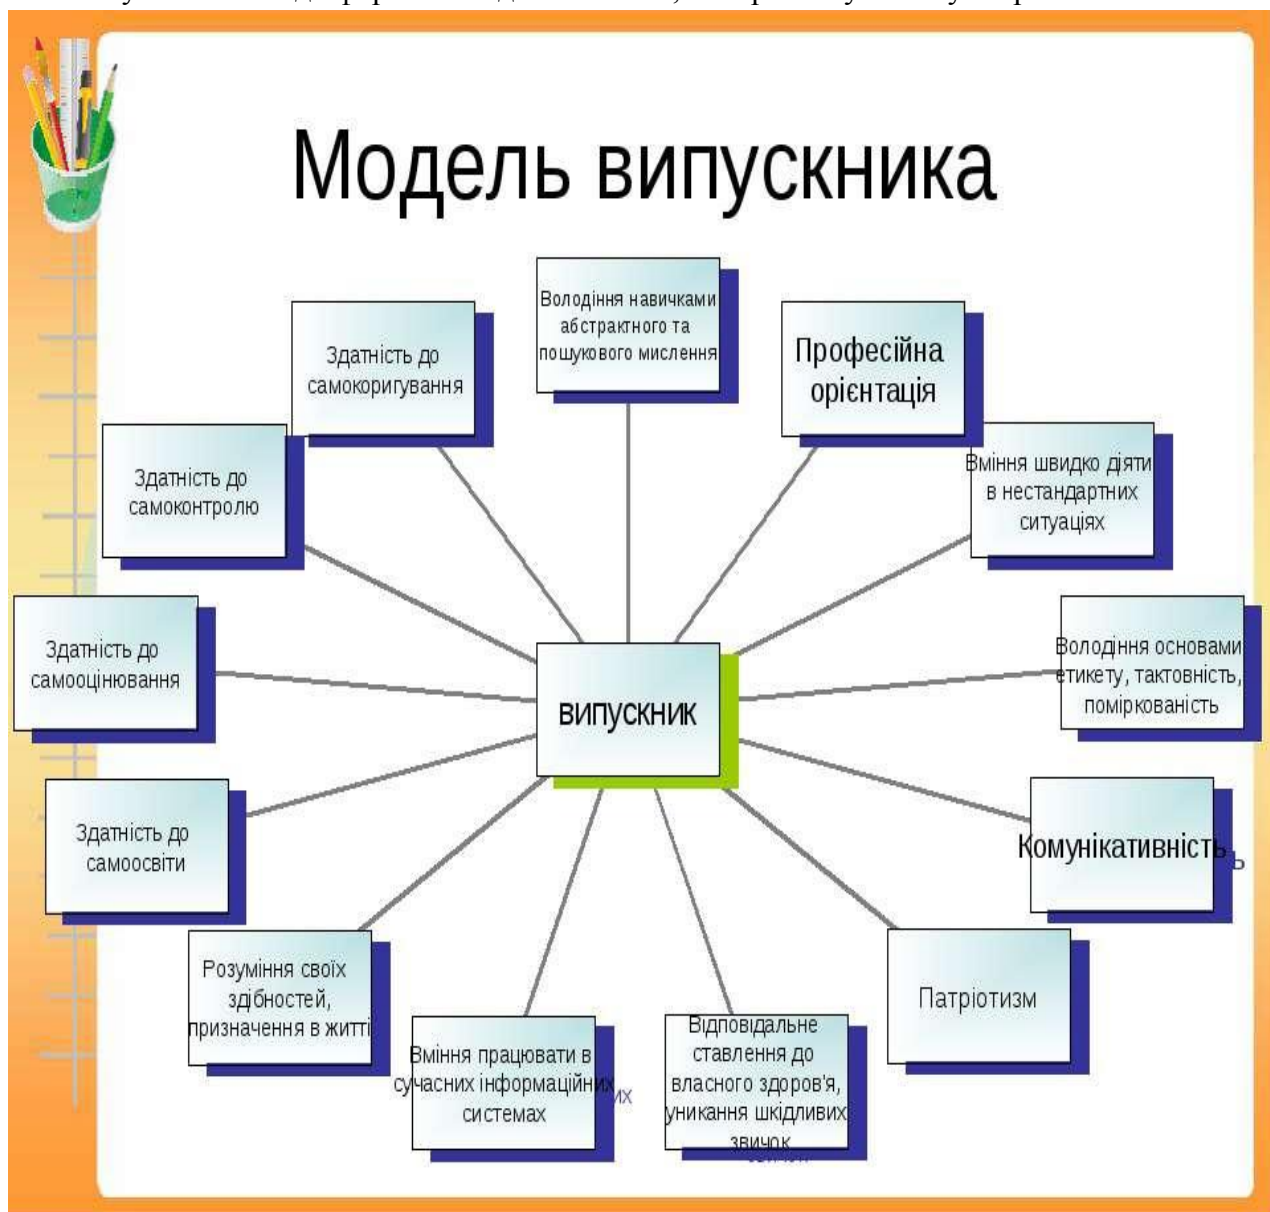 Модель випускника
Володіння навичками
абстрактного та
пошукового мислення
Професійна
орієнтація
Вміння швидко діяти
в нестандартних
ситуаціях
Володіння основами
етикету, тактовність,
поміркованість
Комунікативність
Патріотизм
Відповідальне
ставлення до
власного здоров'я,
уникання шкідливих
звичок
Вміння працювати в
сучасних інформаційних
системах
Розуміння своїх
здібностей,
призначення в житті
Здатність до
самоосвіти
Здатність до
самооцінювання
Здатність до
самоконтролю
Здатність до
самокоригування
випускник